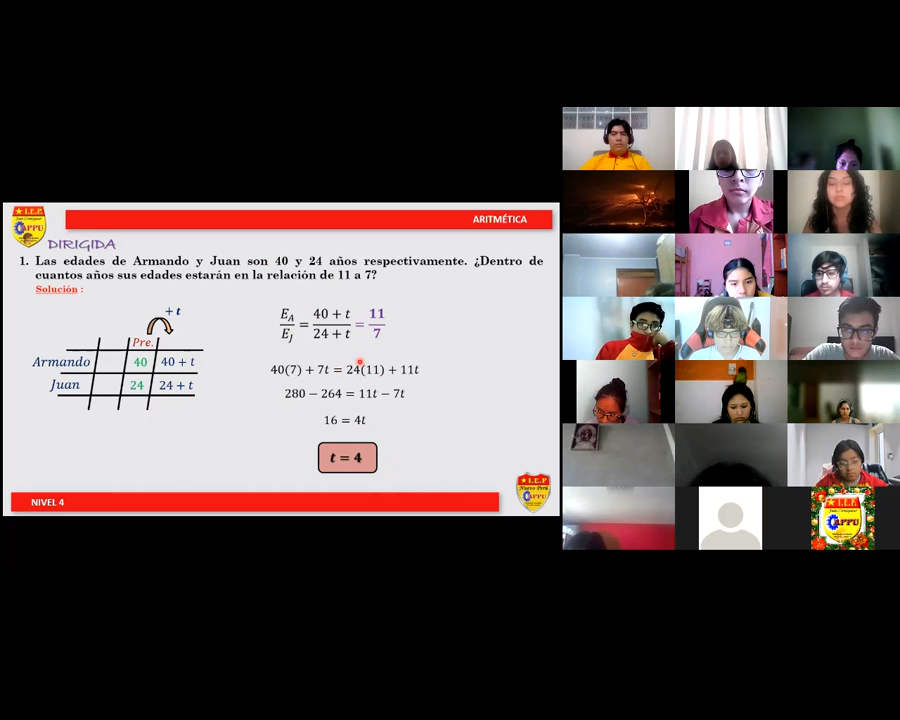 I.E.P.
APPU
ARITMÉTICA
DIRIGIDA
1. Las edades de Armando y Juan son 40 y 24 años respectivamente. ¿Dentro de
cuantos años sus edades estarán en la relación de 11 a 7?
Solución :
+ t
Pre.
Armando 40 40 + t
Juan 24 24 + t
E_A / E_J = (40 + t) / (24 + t) = 11 / 7
40(7) + 7t = 24(11) + 11t
280 − 264 = 11t − 7t
16 = 4t
t = 4
NIVEL 4
I.E.P
Nuevo Perú
APPU
I.E.P.
APPU